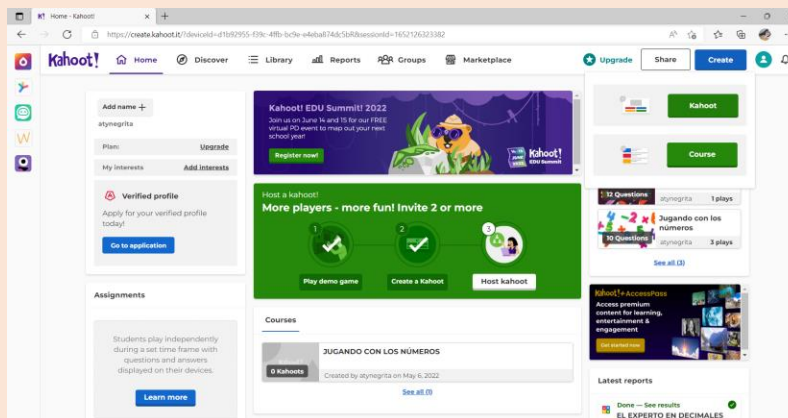 Home - Kahoot!
https://create.kahoot.it/?deviceId=d1b92955-f39c-4ffb-bc9e-e4eba874dc5bR&sessionId=1652126323382
Kahoot!
Home
Discover
Library
Reports
Groups
Marketplace
Upgrade
Share
Create
Kahoot
Course
Add name +
atynegrita
Plan:
Upgrade
My interests
Add interests
Verified profile
Apply for your verified profile
today!
Go to application
Assignments
Students play independently
during a set time frame with
questions and answers
displayed on their devices.
Learn more
Kahoot! EDU Summit! 2022
Join us on June 14 and 15 for our FREE
virtual PD event to map out your next
school year!
Register now!
Kahoot!
EDU Summit
Host a kahoot!
More players - more fun! Invite 2 or
more
1
2
3
Play demo game
Create a Kahoot
Host kahoot
Courses
JUGANDO CON LOS NÚMEROS
0 Kahoots
Created by atynegrita on May 6, 2022
See all (1)
12 Questions
atynegrita
1 plays
Jugando con los
números
10 Questions
atynegrita
3 plays
See all (3)
Kahoot!+AccessPass
Access premium
content for learning,
entertainment &
engagement
Get started now
Latest reports
Done — See results
EL EXPERTO EN DECIMALES